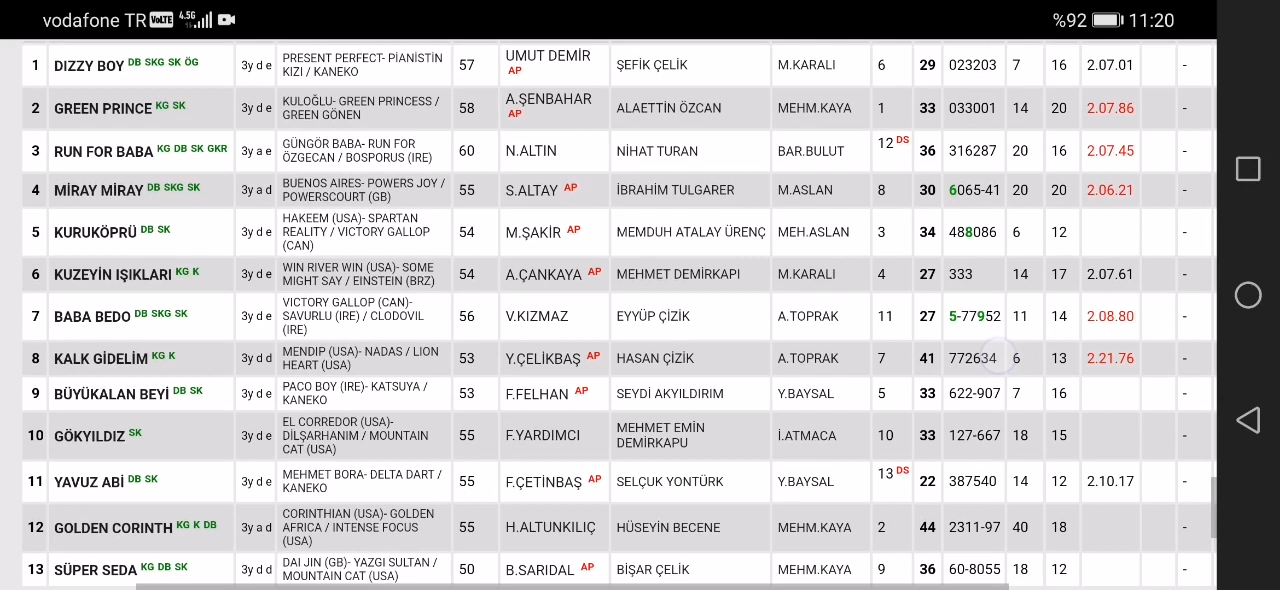 vodafone TR VoLTE 4.5G %92 11:20
1 DIZZY BOY DB SKG SK ÖG 3y d e PRESENT PERFECT- PİANİSTİN KIZI / KANEKO 57 UMUT DEMİR AP ŞEFİK ÇELİK M.KARALI 6 29 023203 7 16 2.07.01 -
2 GREEN PRINCE KG SK 3y d e KULOĞLU- GREEN PRINCESS / GREEN GÖNEN 58 A.ŞENBAHAR AP ALAETTİN ÖZCAN MEHM.KAYA 1 33 033001 14 20 2.07.86 -
3 RUN FOR BABA KG DB SK GKR 3y a e GÜNGÖR BABA- RUN FOR ÖZGECAN / BOSPORUS (IRE) 60 N.ALTIN NİHAT TURAN BAR.BULUT 12 DS 36 316287 20 16 2.07.45 -
4 MİRAY MİRAY DB SKG SK 3y a d BUENOS AIRES- POWERS JOY / POWERSCOURT (GB) 55 S.ALTAY AP İBRAHİM TULGARER M.ASLAN 8 30 6065-41 20 20 2.06.21 -
5 KURUKÖPRÜ DB SK 3y d e HAKEEM (USA)- SPARTAN REALITY / VICTORY GALLOP (CAN) 54 M.ŞAKİR AP MEMDUH ATALAY ÜRENÇ MEH.ASLAN 3 34 488086 6 12 -
6 KUZEYİN IŞIKLARI KG K 3y d e WIN RIVER WIN (USA)- SOME MIGHT SAY / EINSTEIN (BRZ) 54 A.ÇANKAYA AP MEHMET DEMİRKAPI M.KARALI 4 27 333 14 17 2.07.61 -
7 BABA BEDO DB SKG SK 3y d e VICTORY GALLOP (CAN)- SAVURLU (IRE) / CLODOVIL (IRE) 56 V.KIZMAZ EYYÜP ÇİZİK A.TOPRAK 11 27 5-77952 11 14 2.08.80 -
8 KALK GİDELİM KG K 3y d d MENDIP (USA)- NADAS / LION HEART (USA) 53 Y.ÇELİKBAŞ AP HASAN ÇİZİK A.TOPRAK 7 41 772634 6 13 2.21.76 -
9 BÜYÜKALAN BEYİ DB SK 3y d e PACO BOY (IRE)- KATSUYA / KANEKO 53 F.FELHAN AP SEYDİ AKYILDIRIM Y.BAYSAL 5 33 622-907 7 16 -
10 GÖKYILDIZ SK 3y d e EL CORREDOR (USA)- DİLŞARHANIM / MOUNTAIN CAT (USA) 55 F.YARDIMCI MEHMET EMİN DEMİRKAPU İ.ATMACA 10 33 127-667 18 15 -
11 YAVUZ ABİ DB SK 3y d e MEHMET BORA- DELTA DART / KANEKO 55 F.ÇETİNBAŞ AP SELÇUK YONTÜRK Y.BAYSAL 13 DS 22 387540 14 12 2.10.17 -
12 GOLDEN CORINTH KG K DB 3y a d CORINTHIAN (USA)- GOLDEN AFRICA / INTENSE FOCUS (USA) 55 H.ALTUNKILIÇ HÜSEYİN BECENE MEHM.KAYA 2 44 2311-97 40 18 -
13 SÜPER SEDA KG DB SK 3y d d DAI JIN (GB)- YAZGI SULTAN / MOUNTAIN CAT (USA) 50 B.SARIDAL AP BİŞAR ÇELİK MEHM.KAYA 9 36 60-8055 18 12 -